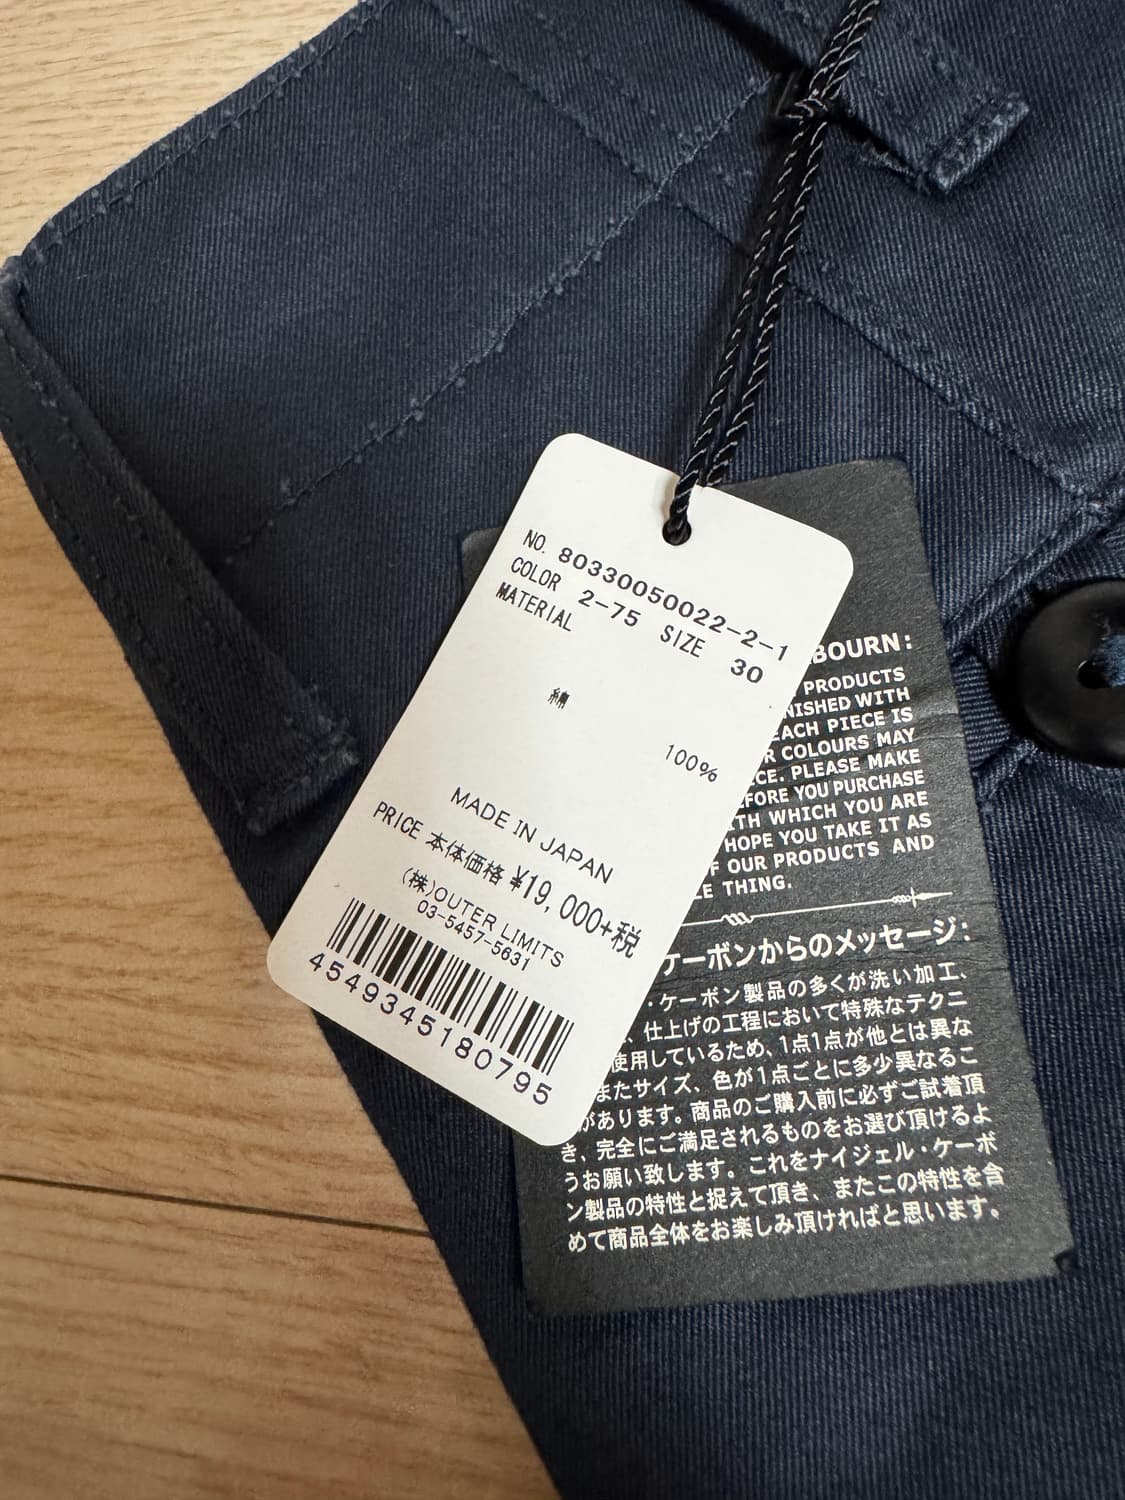 NO. 80330050022-2-1
COLOR 2-75 SIZE 30
MATERIAL
綿
100%
MADE IN JAPAN
PRICE 本体価格 ¥19,000+税
(株)OUTER LIMITS
03-5457-5631
4549345180795
BOURN:
PRODUCTS
NISHED WITH
EACH PIECE IS
R COLOURS MAY
CE. PLEASE MAKE
EFORE YOU PURCHASE
TH WHICH YOU ARE
HOPE YOU TAKE IT AS
F OUR PRODUCTS AND
LE THING.
ケーボンからのメッセージ:
・ケーボン製品の多くが洗い加工、
、仕上げの工程において特殊なテクニ
使用しているため、1点1点が他とは異な
またサイズ、色が1点ごとに多少異なるこ
があります。商品のご購入前に必ずご試着頂
き、完全にご満足されるものをお選び頂けるよ
うお願い致します。これをナイジェル・ケーボ
ン製品の特性と捉えて頂き、またこの特性を含
めて商品全体をお楽しみ頂ければと思います。